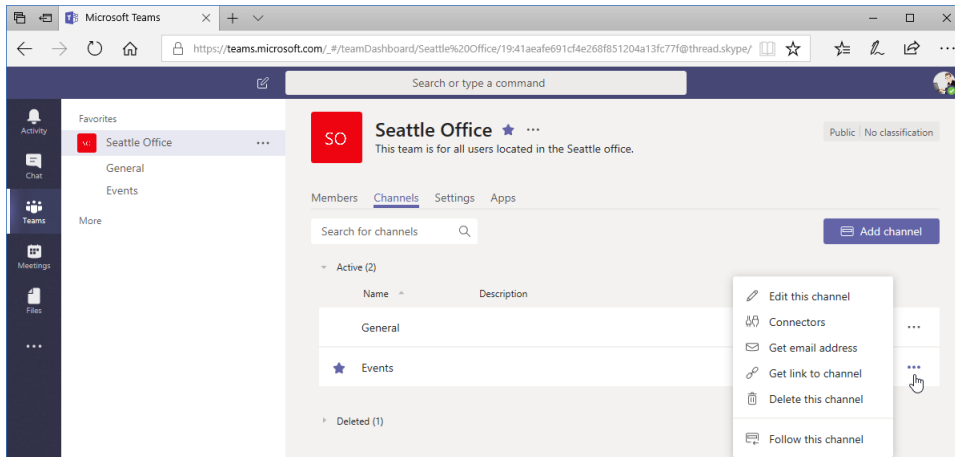 Microsoft Teams
https://teams.microsoft.com/_#/teamDashboard/Seattle%20Office/19:41aeafe691cf4e268f851204a13fc77f@thread.skype/
Search or type a command
Activity
Chat
Teams
Meetings
Files
Favorites
SO Seattle Office
General
Events
More
SO
Seattle Office
This team is for all users located in the Seattle office.
Public No classification
Members Channels Settings Apps
Search for channels
Add channel
Active (2)
Name Description
General
Events
Deleted (1)
Edit this channel
Connectors
Get email address
Get link to channel
Delete this channel
Follow this channel